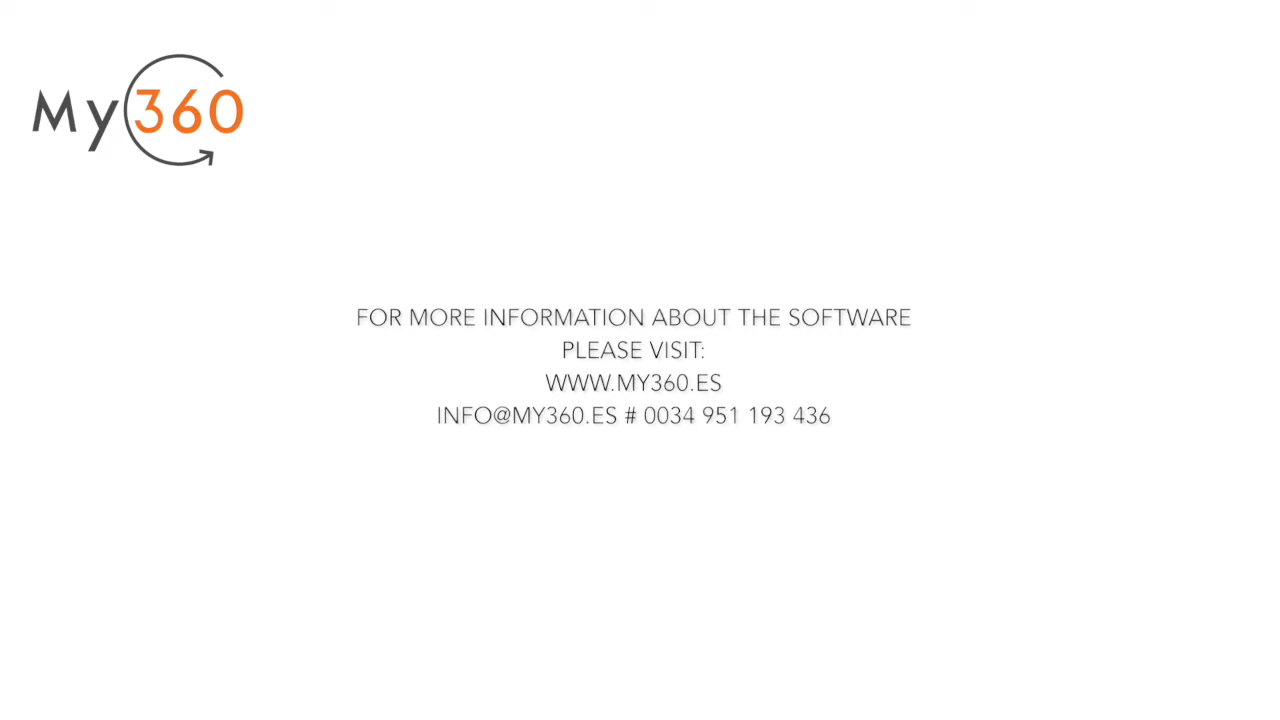 My360
FOR MORE INFORMATION ABOUT THE SOFTWARE
PLEASE VISIT:
WWW.MY360.ES
INFO@MY360.ES # 0034 951 193 436